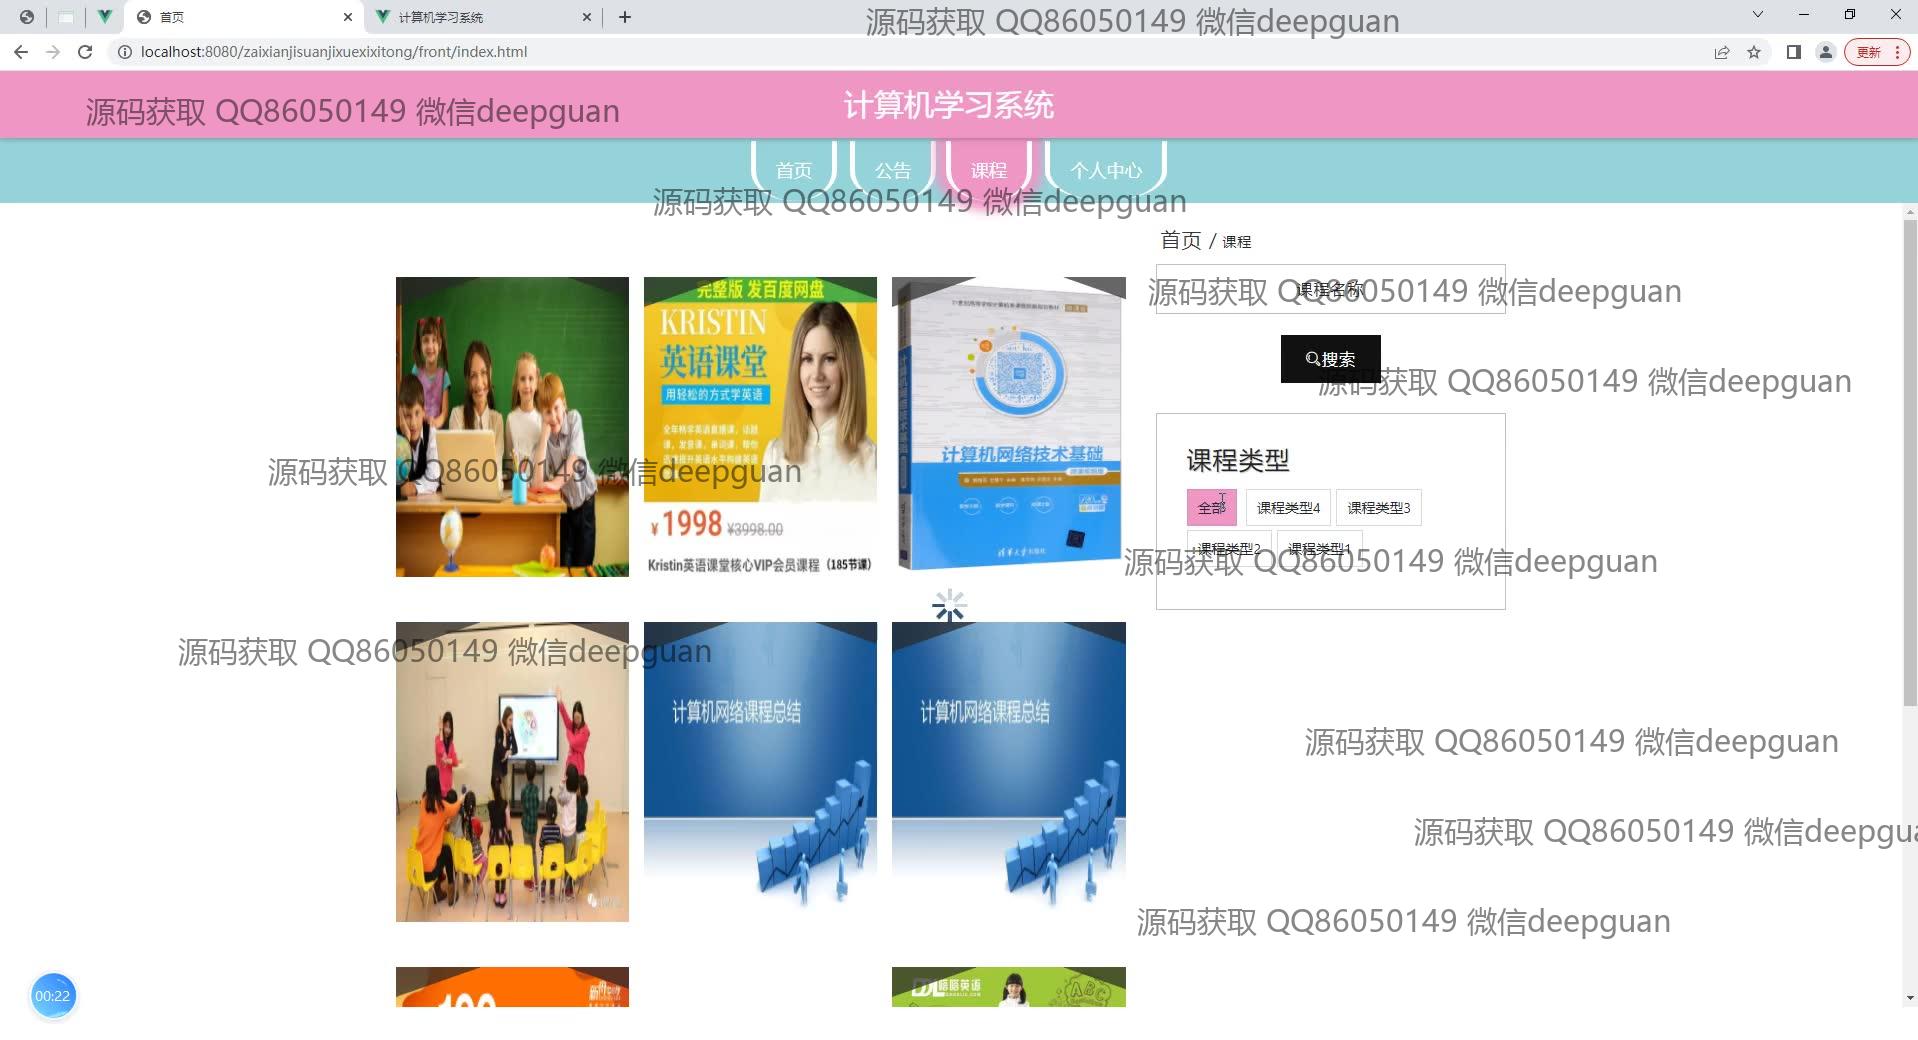 首页
计算机学习系统
源码获取 QQ86050149 微信deepguan
localhost:8080/zaixianjisuanjixuexixitong/front/index.html
更新
源码获取 QQ86050149 微信deepguan
计算机学习系统
首页
公告
课程
个人中心
源码获取 QQ86050149 微信deepguan
首页 / 课程
源码获取 QQ86050149 微信deepguan
课程名称
搜索
源码获取 QQ86050149 微信deepguan
完整版 发百度网盘
KRISTIN
英语课堂
用轻松的方式学英语
¥1998 ¥3998.00
Kristin英语课堂核心VIP会员课程（185节课）
计算机网络技术基础
清华大学出版社
源码获取 QQ86050149 微信deepguan
课程类型
全部
课程类型4
课程类型3
课程类型2
课程类型1
源码获取 QQ86050149 微信deepguan
源码获取 QQ86050149 微信deepguan
计算机网络课程总结
计算机网络课程总结
源码获取 QQ86050149 微信deepguan
源码获取 QQ86050149 微信deepgua
源码获取 QQ86050149 微信deepguan
嘻嘻英语
ABC
00:22